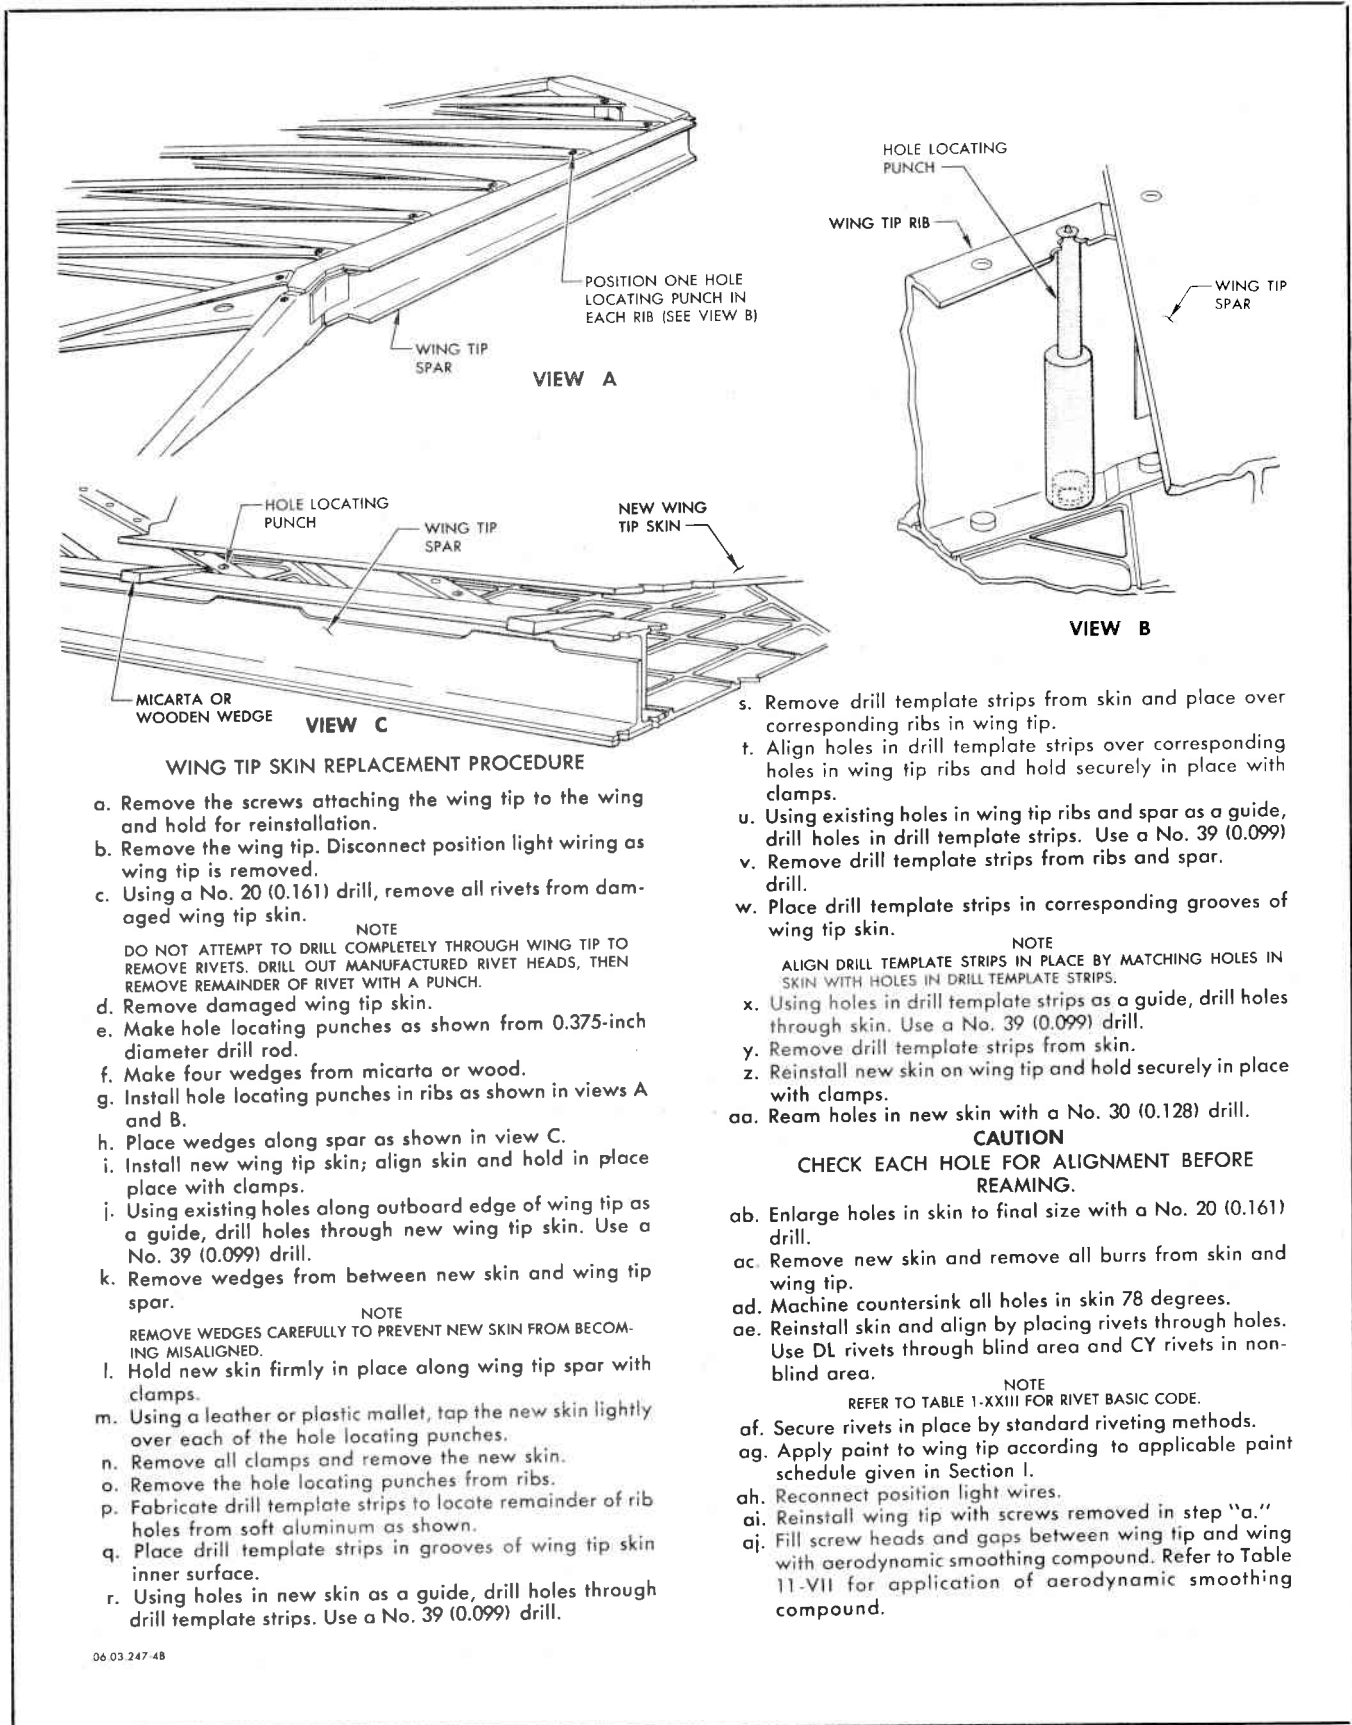 HOLE LOCATING
PUNCH
WING TIP RIB
WING TIP
SPAR
POSITION ONE HOLE
LOCATING PUNCH IN
EACH RIB (SEE VIEW B)
WING TIP
SPAR
VIEW A
HOLE LOCATING
PUNCH
WING TIP
SPAR
NEW WING
TIP SKIN
VIEW B
MICARTA OR
WOODEN WEDGE
VIEW C
WING TIP SKIN REPLACEMENT PROCEDURE
a. Remove the screws attaching the wing tip to the wing
and hold for reinstallation.
b. Remove the wing tip. Disconnect position light wiring as
wing tip is removed.
c. Using a No. 20 (0.161) drill, remove all rivets from dam-
aged wing tip skin.
NOTE
DO NOT ATTEMPT TO DRILL COMPLETELY THROUGH WING TIP TO
REMOVE RIVETS. DRILL OUT MANUFACTURED RIVET HEADS, THEN
REMOVE REMAINDER OF RIVET WITH A PUNCH.
d. Remove damaged wing tip skin.
e. Make hole locating punches as shown from 0.375-inch
diameter drill rod.
f. Make four wedges from micarta or wood.
g. Install hole locating punches in ribs as shown in views A
and B.
h. Place wedges along spar as shown in view C.
i. Install new wing tip skin; align skin and hold in place
place with clamps.
j. Using existing holes along outboard edge of wing tip as
a guide, drill holes through new wing tip skin. Use a
No. 39 (0.099) drill.
k. Remove wedges from between new skin and wing tip
spar.
NOTE
REMOVE WEDGES CAREFULLY TO PREVENT NEW SKIN FROM BECOM-
ING MISALIGNED.
l. Hold new skin firmly in place along wing tip spar with
clamps.
m. Using a leather or plastic mallet, tap the new skin lightly
over each of the hole locating punches.
n. Remove all clamps and remove the new skin.
o. Remove the hole locating punches from ribs.
p. Fabricate drill template strips to locate remainder of rib
holes from soft aluminum as shown.
q. Place drill template strips in grooves of wing tip skin
inner surface.
r. Using holes in new skin as a guide, drill holes through
drill template strips. Use a No. 39 (0.099) drill.
s. Remove drill template strips from skin and place over
corresponding ribs in wing tip.
t. Align holes in drill template strips over corresponding
holes in wing tip ribs and hold securely in place with
clamps.
u. Using existing holes in wing tip ribs and spar as a guide,
drill holes in drill template strips. Use a No. 39 (0.099)
v. Remove drill template strips from ribs and spar.
drill.
w. Place drill template strips in corresponding grooves of
wing tip skin.
NOTE
ALIGN DRILL TEMPLATE STRIPS IN PLACE BY MATCHING HOLES IN
SKIN WITH HOLES IN DRILL TEMPLATE STRIPS.
x. Using holes in drill template strips as a guide, drill holes
through skin. Use a No. 39 (0.099) drill.
y. Remove drill template strips from skin.
z. Reinstall new skin on wing tip and hold securely in place
with clamps.
aa. Ream holes in new skin with a No. 30 (0.128) drill.
CAUTION
CHECK EACH HOLE FOR ALIGNMENT BEFORE
REAMING.
ab. Enlarge holes in skin to final size with a No. 20 (0.161)
drill.
ac. Remove new skin and remove all burrs from skin and
wing tip.
ad. Machine countersink all holes in skin 78 degrees.
ae. Reinstall skin and align by placing rivets through holes.
Use DL rivets through blind area and CY rivets in non-
blind area.
NOTE
REFER TO TABLE 1-XXIII FOR RIVET BASIC CODE.
af. Secure rivets in place by standard riveting methods.
ag. Apply paint to wing tip according to applicable paint
schedule given in Section I.
ah. Reconnect position light wires.
ai. Reinstall wing tip with screws removed in step "a."
aj. Fill screw heads and gaps between wing tip and wing
with aerodynamic smoothing compound. Refer to Table
11-VII for application of aerodynamic smoothing
compound.
06.03.247-4B